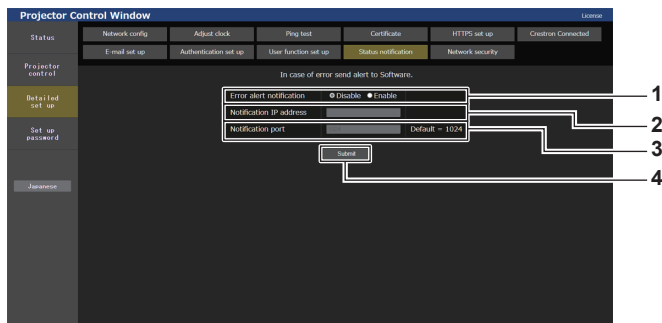 Projector Control Window
License
Status
Network config
Adjust clock
Ping test
Certificate
HTTPS set up
Crestron Connected
E-mail set up
Authentication set up
User function set up
Status notification
Network security
Projector
control
Detailed
set up
Set up
password
Japanese
In case of error send alert to Software.
Error alert notification
Disable
Enable
1
Notification IP address
2
Notification port
Default = 1024
3
Submit
4